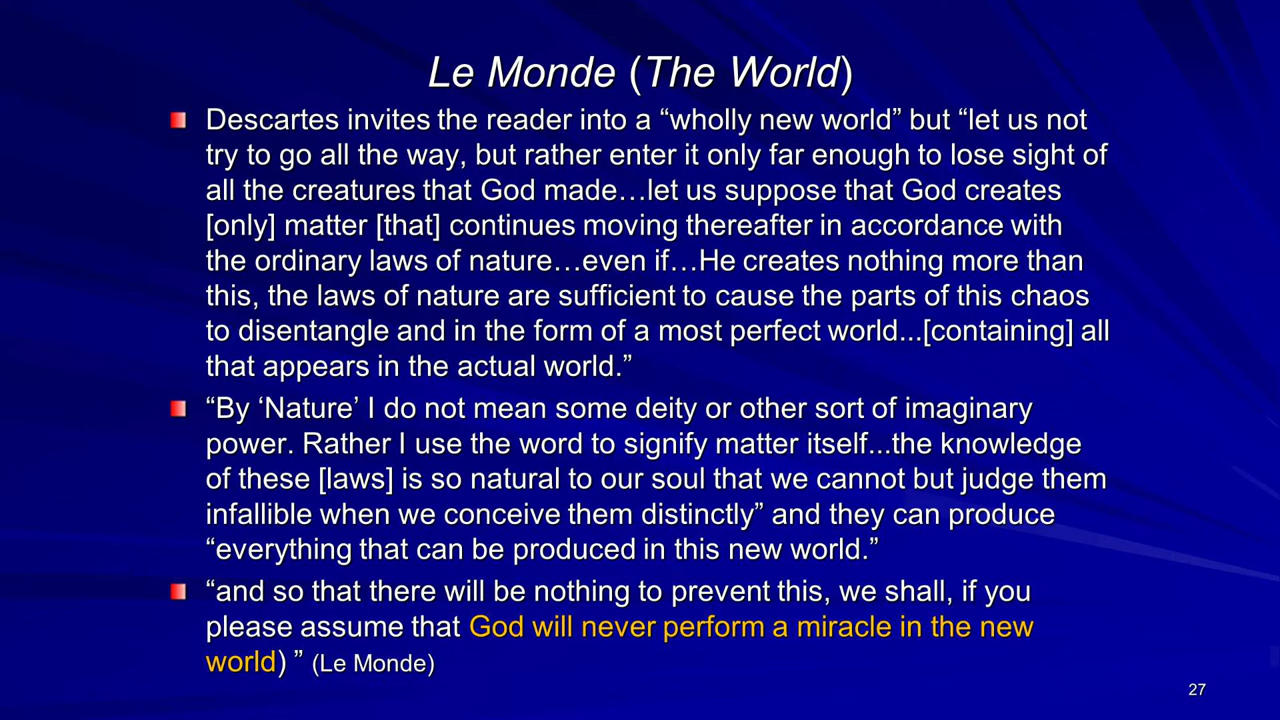 Le Monde (The World)
Descartes invites the reader into a “wholly new world” but “let us not
try to go all the way, but rather enter it only far enough to lose sight of
all the creatures that God made…let us suppose that God creates
[only] matter [that] continues moving thereafter in accordance with
the ordinary laws of nature…even if…He creates nothing more than
this, the laws of nature are sufficient to cause the parts of this chaos
to disentangle and in the form of a most perfect world...[containing] all
that appears in the actual world.”
“By ‘Nature’ I do not mean some deity or other sort of imaginary
power. Rather I use the word to signify matter itself...the knowledge
of these [laws] is so natural to our soul that we cannot but judge them
infallible when we conceive them distinctly” and they can produce
“everything that can be produced in this new world.”
“and so that there will be nothing to prevent this, we shall, if you
please assume that God will never perform a miracle in the new
world) ” (Le Monde)
27